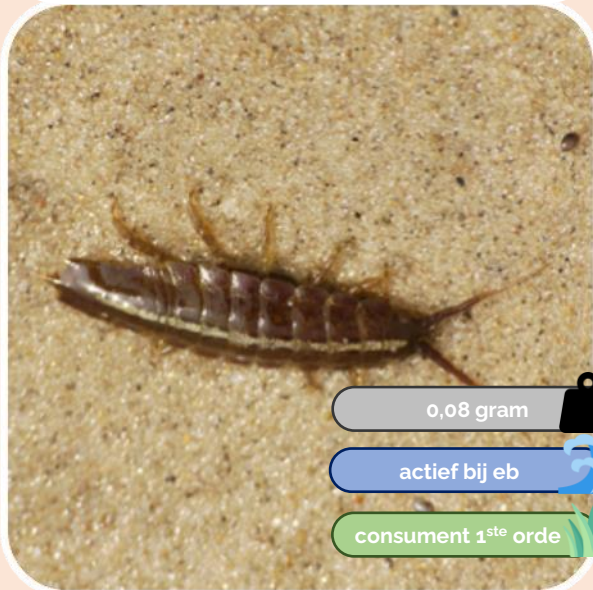 0,08 gram
actief bij eb
consument 1ste orde